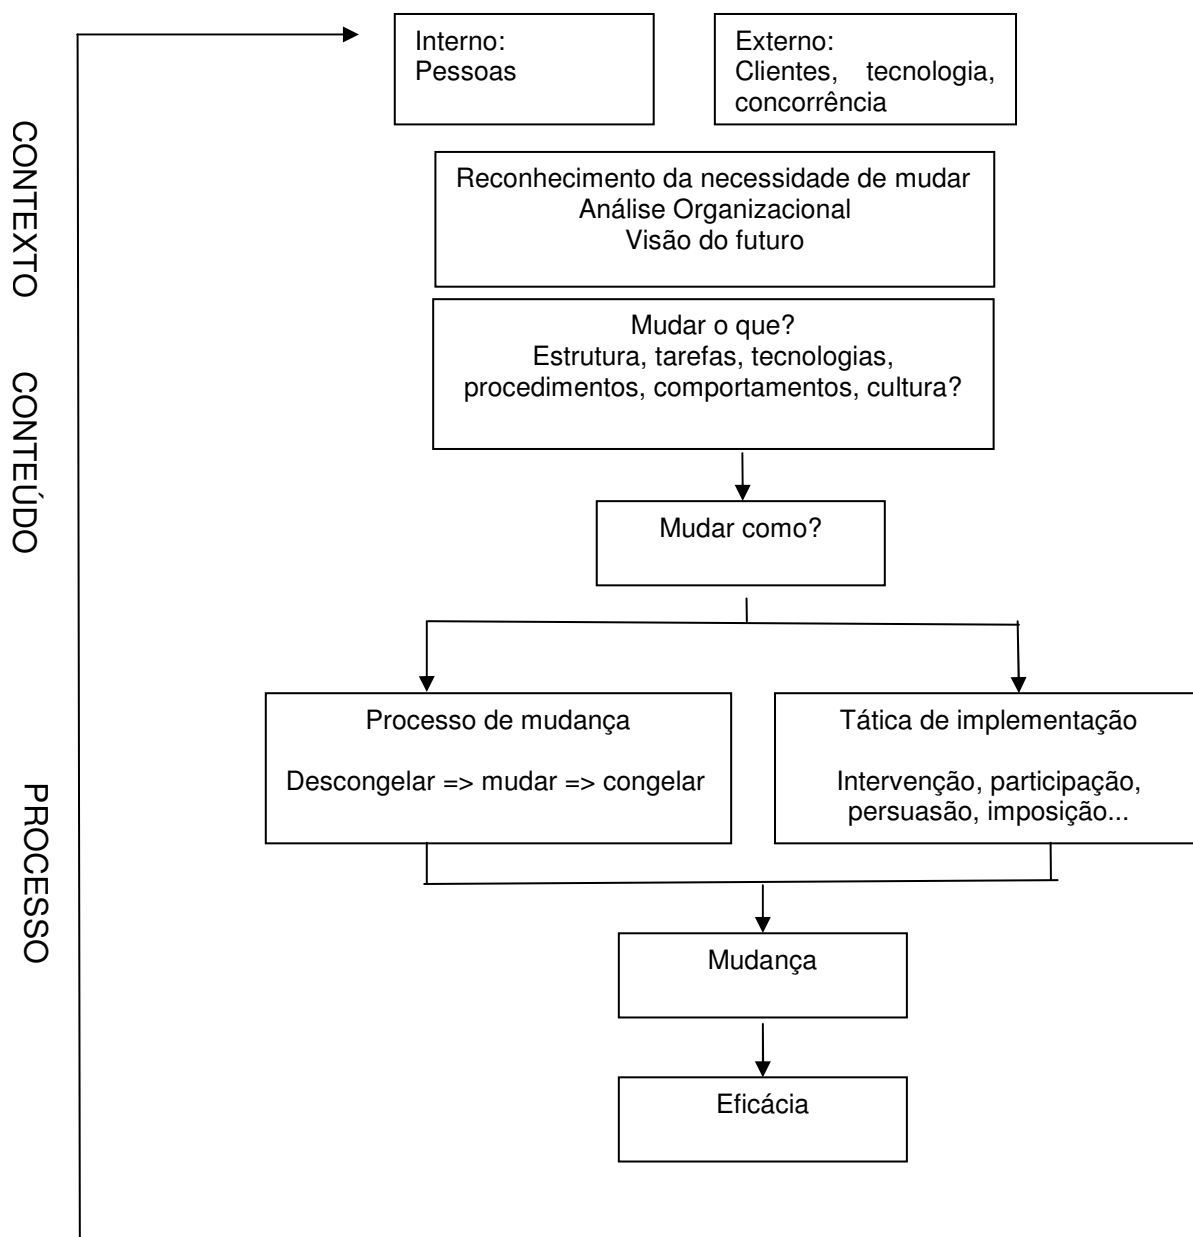 Interno:
Pessoas
Externo:
Clientes, tecnologia,
concorrência
CONTEXTO
Reconhecimento da necessidade de mudar
Análise Organizacional
Visão do futuro
Mudar o que?
Estrutura, tarefas, tecnologias,
procedimentos, comportamentos, cultura?
CONTEÚDO
Mudar como?
Processo de mudança
Descongelar => mudar => congelar
Tática de implementação
Intervenção, participação,
persuasão, imposição...
PROCESSO
Mudança
Eficácia